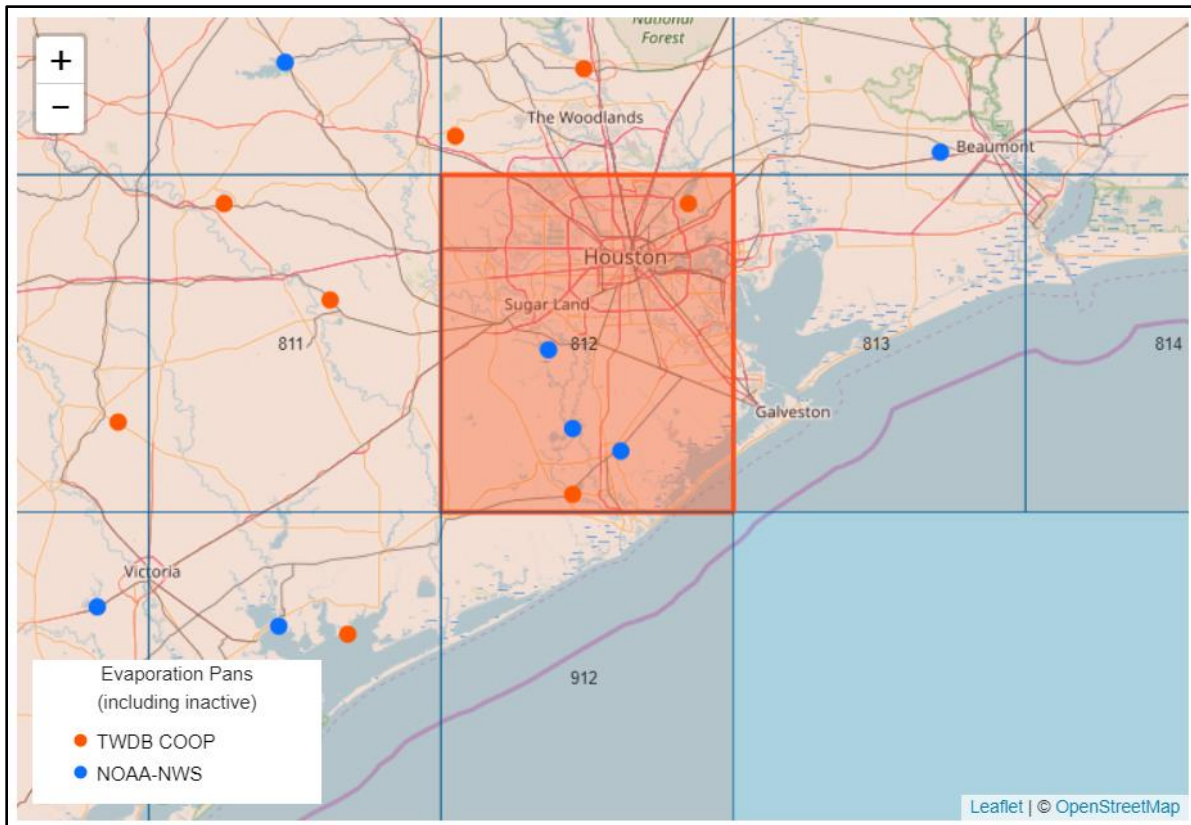 National
Forest
+
−
The Woodlands
Beaumont
Houston
Sugar Land
811
812
813
814
Galveston
Victoria
912
Evaporation Pans
(including inactive)
TWDB COOP
NOAA-NWS
Leaflet | © OpenStreetMap